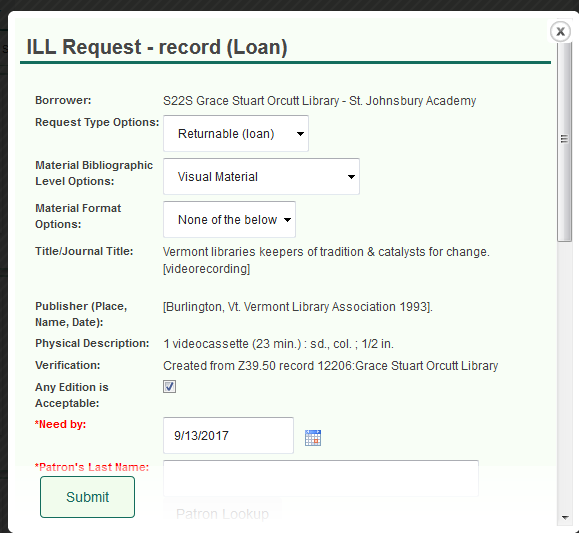 X
ILL Request - record (Loan)
Borrower: S22S Grace Stuart Orcutt Library - St. Johnsbury Academy
Request Type Options: Returnable (loan)
Material Bibliographic
Level Options: Visual Material
Material Format
Options: None of the below
Title/Journal Title: Vermont libraries keepers of tradition & catalysts for change.
[videorecording]
Publisher (Place, [Burlington, Vt. Vermont Library Association 1993].
Name, Date):
Physical Description: 1 videocassette (23 min.) : sd., col. ; 1/2 in.
Verification: Created from Z39.50 record 12206:Grace Stuart Orcutt Library
Any Edition is
Acceptable:
*Need by: 9/13/2017
*Patron's Last Name:
Submit
Patron Lookup